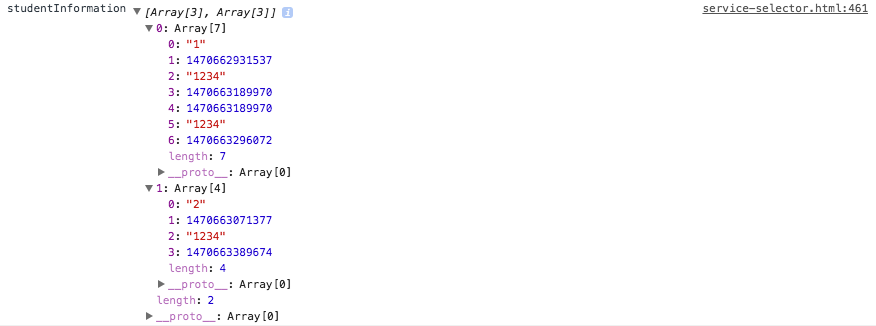 studentInformation ▼ [Array[3], Array[3]] i service-selector.html:461
▼ 0: Array[7]
0: "1"
1: 1470662931537
2: "1234"
3: 1470663189970
4: 1470663189970
5: "1234"
6: 1470663296072
length: 7
▶ __proto__: Array[0]
▼ 1: Array[4]
0: "2"
1: 1470663071377
2: "1234"
3: 1470663389674
length: 4
▶ __proto__: Array[0]
length: 2
▶ __proto__: Array[0]